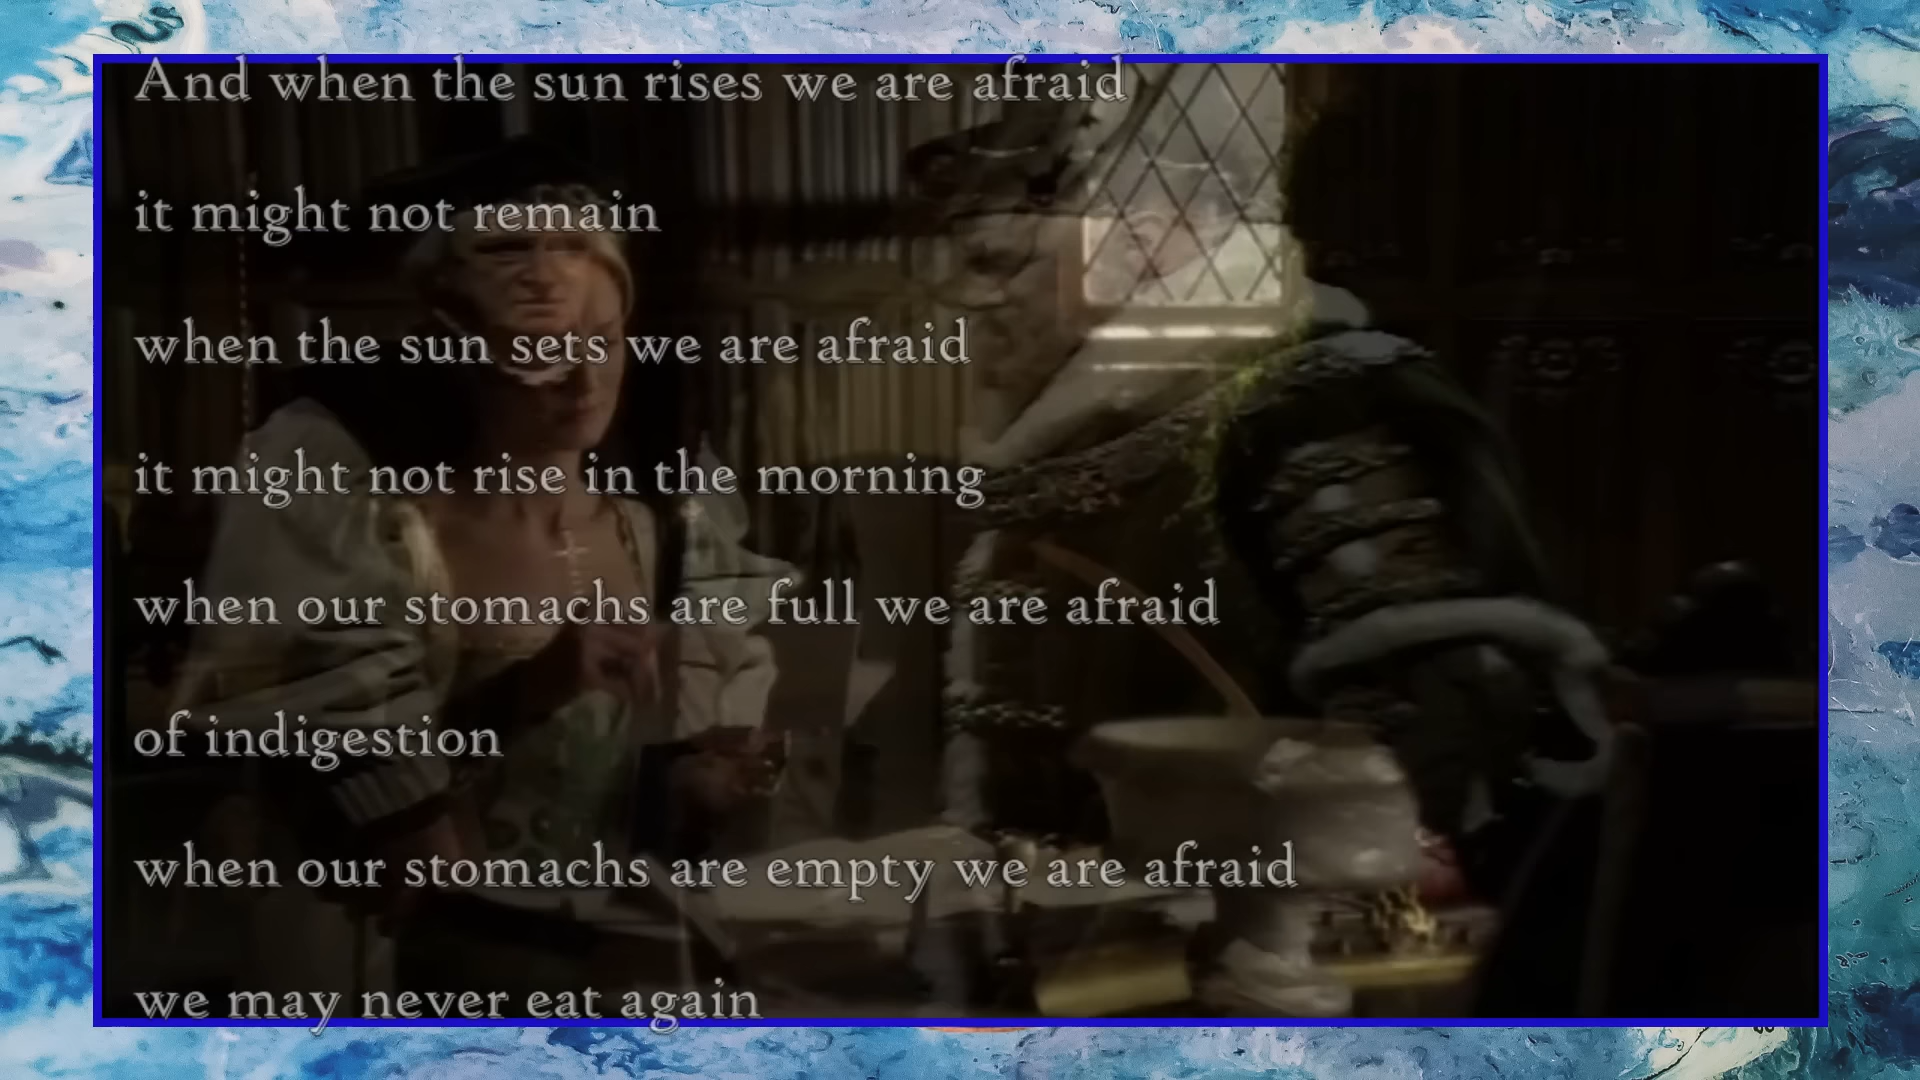 And when the sun rises we are afraid
it might not remain
when the sun sets we are afraid
it might not rise in the morning
when our stomachs are full we are afraid
of indigestion
when our stomachs are empty we are afraid
we may never eat again